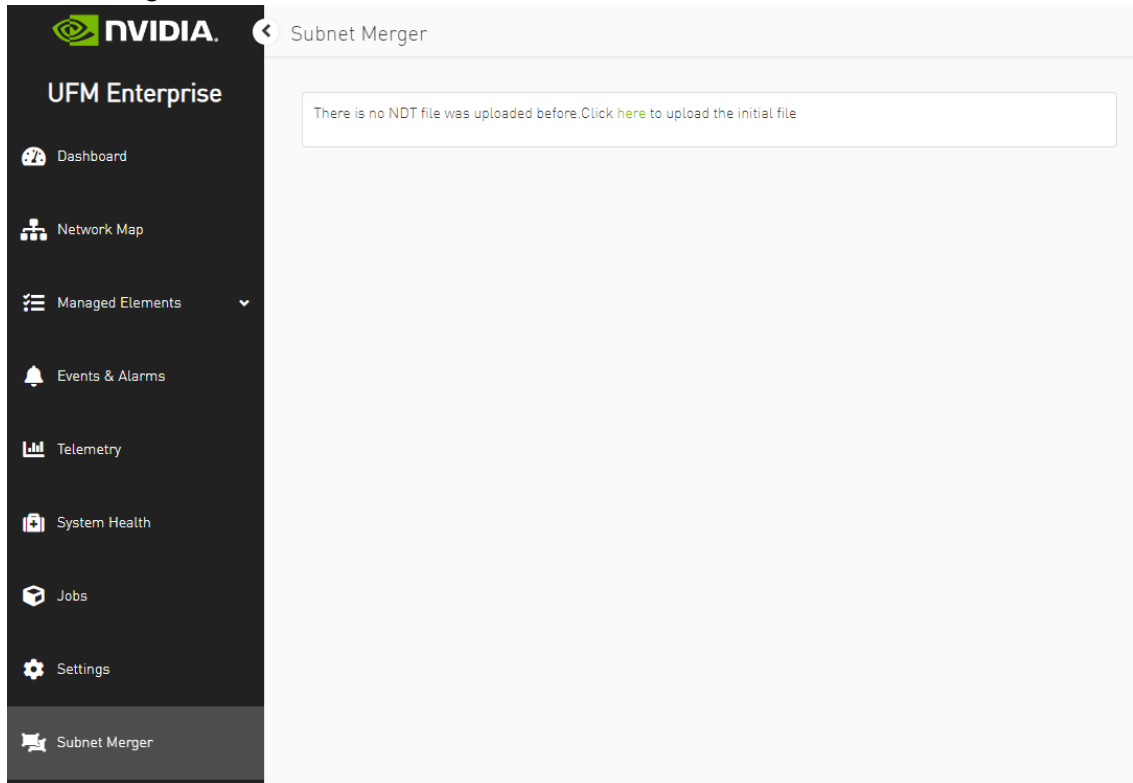 NVIDIA.
Subnet Merger
UFM Enterprise
There is no NDT file was uploaded before.Click here to upload the initial file
Dashboard
Network Map
Managed Elements
Events & Alarms
Telemetry
System Health
Jobs
Settings
Subnet Merger